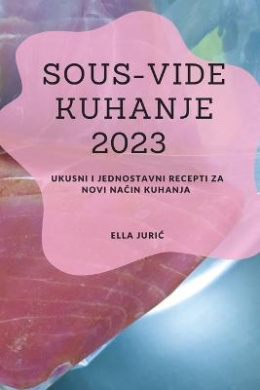 SOUS-VIDE
KUHANJE
2023
UKUSNI I JEDNOSTAVNI RECEPTI ZA
NOVI NAČIN KUHANJA
ELLA JURIĆ